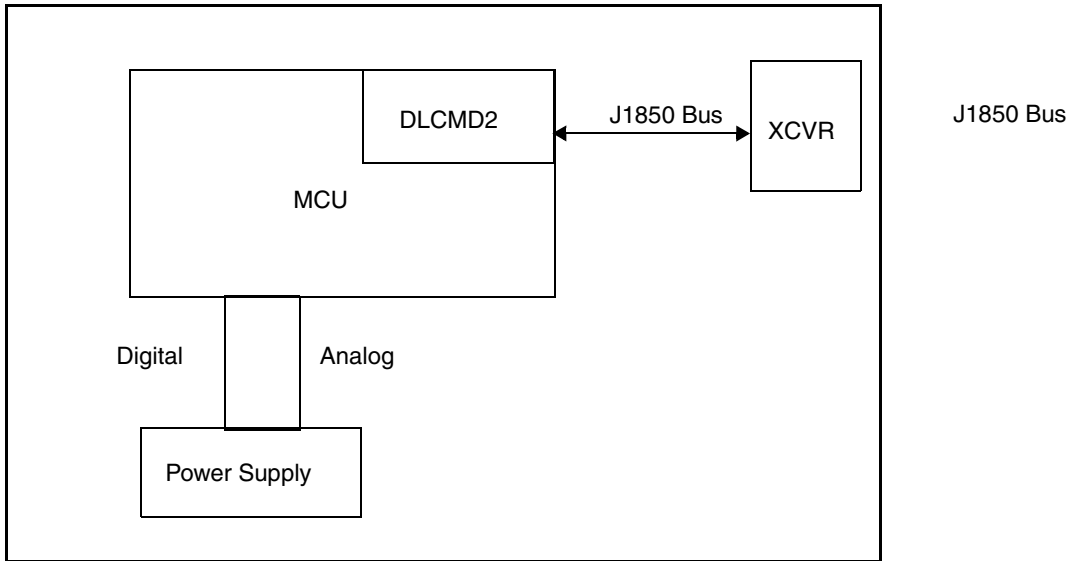 DLCMD2
J1850 Bus
XCVR
J1850 Bus
MCU
Digital
Analog
Power Supply